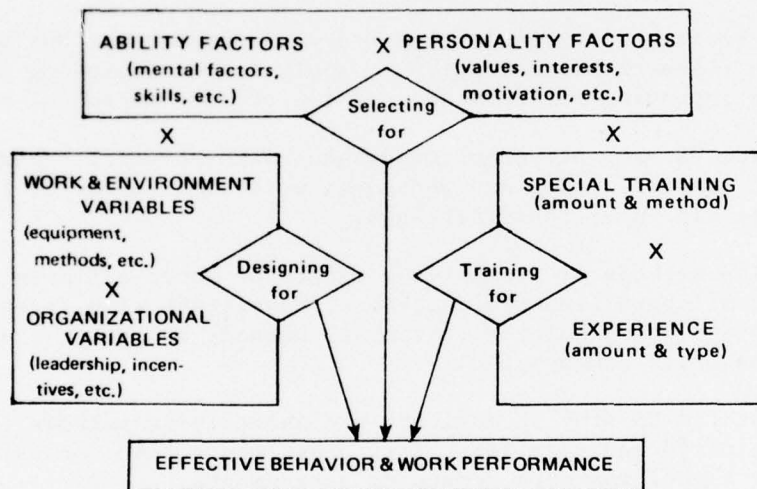 ABILITY FACTORS
(mental factors,
skills, etc.)
X
PERSONALITY FACTORS
(values, interests,
motivation, etc.)
Selecting
for
X
X
WORK & ENVIRONMENT
VARIABLES
(equipment,
methods, etc.)
X
ORGANIZATIONAL
VARIABLES
(leadership, incen-
tives, etc.)
Designing
for
Training
for
SPECIAL TRAINING
(amount & method)
X
EXPERIENCE
(amount & type)
EFFECTIVE BEHAVIOR & WORK PERFORMANCE